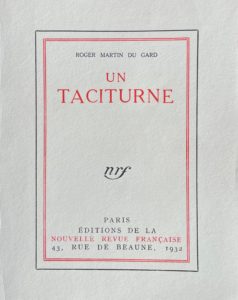 ROGER MARTIN DU GARD
UN
TACITURNE
nrf
PARIS
ÉDITIONS DE LA
NOUVELLE REVUE FRANÇAISE
43, RUE DE BEAUNE, 1932